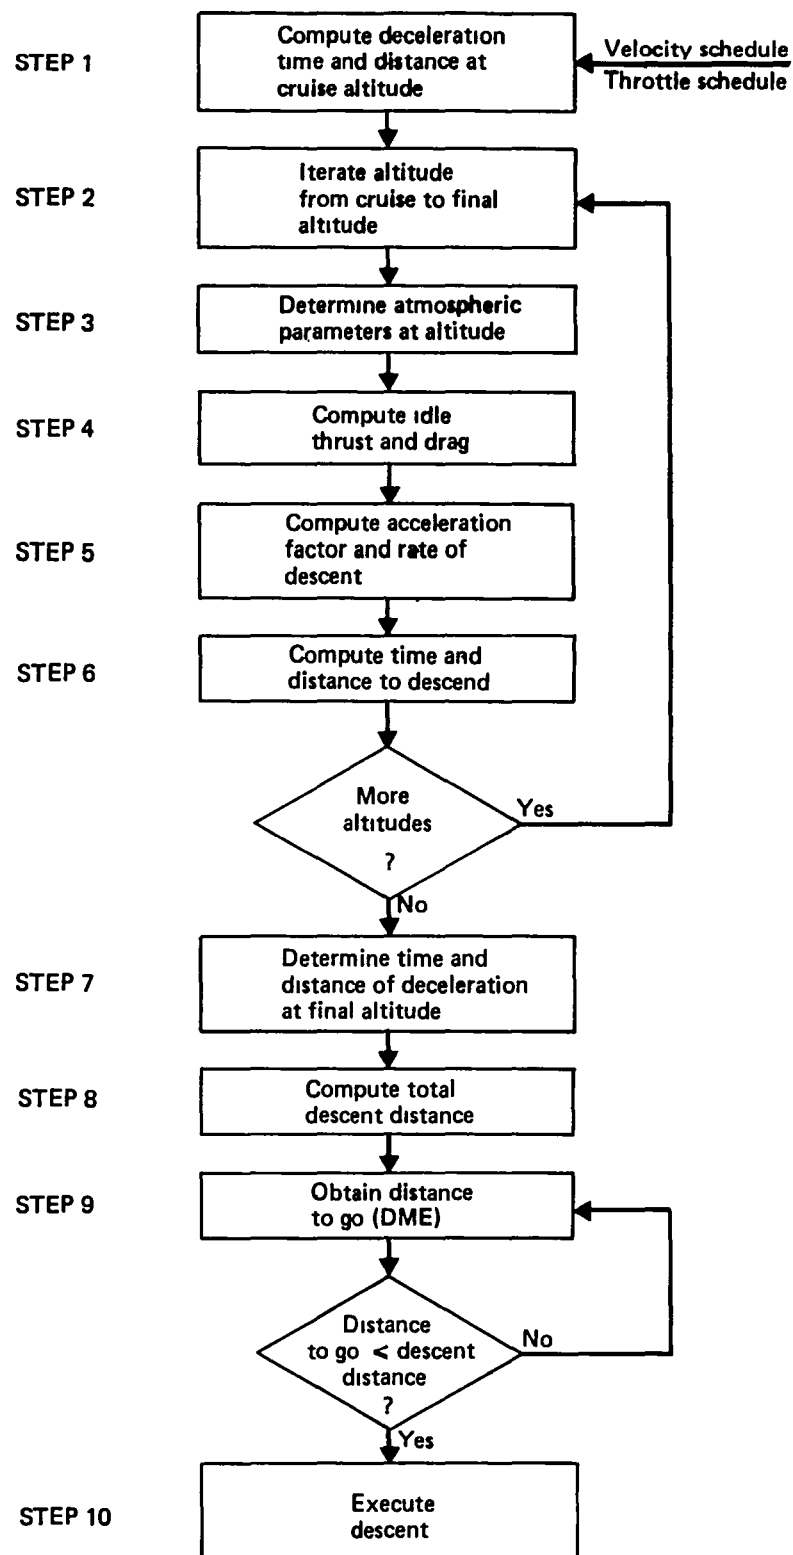 STEP 1
Compute deceleration
time and distance at
cruise altitude
Velocity schedule
Throttle schedule
STEP 2
Iterate altitude
from cruise to final
altitude
STEP 3
Determine atmospheric
parameters at altitude
STEP 4
Compute idle
thrust and drag
STEP 5
Compute acceleration
factor and rate of
descent
STEP 6
Compute time and
distance to descend
More
altitudes
?
Yes
No
STEP 7
Determine time and
distance of deceleration
at final altitude
STEP 8
Compute total
descent distance
STEP 9
Obtain distance
to go (DME)
Distance
to go < descent
distance
?
No
Yes
STEP 10
Execute
descent